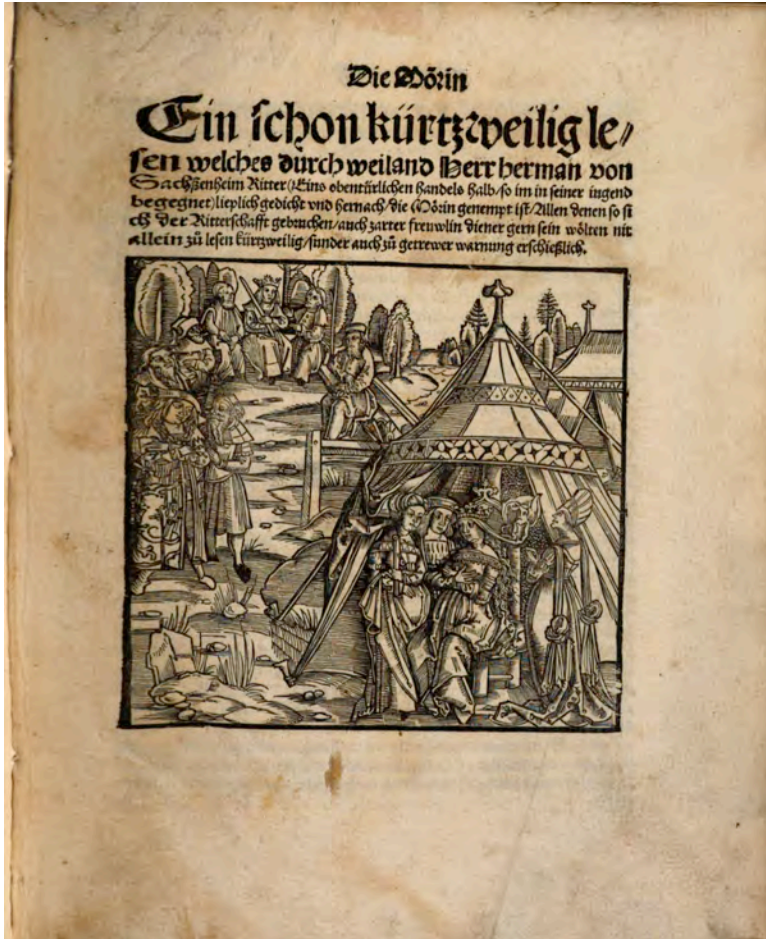 Die Mörin
Ein schon kürtzweilig le/
sen welches durch weiland Herr herman von
Sachßenheim Ritter (Eins obentürlichen handels halb/so im in seiner iugend
begegnet) lieplich gedicht vnd hernach/die Mörin genempt ist/Allen denen so si
ch der Ritterschafft gebruchen/auch zarter freuwlin diener gern sein wölten nit
allein zů lesen kürtzweilig/sunder auch zů getrewer warnung erschießlich.